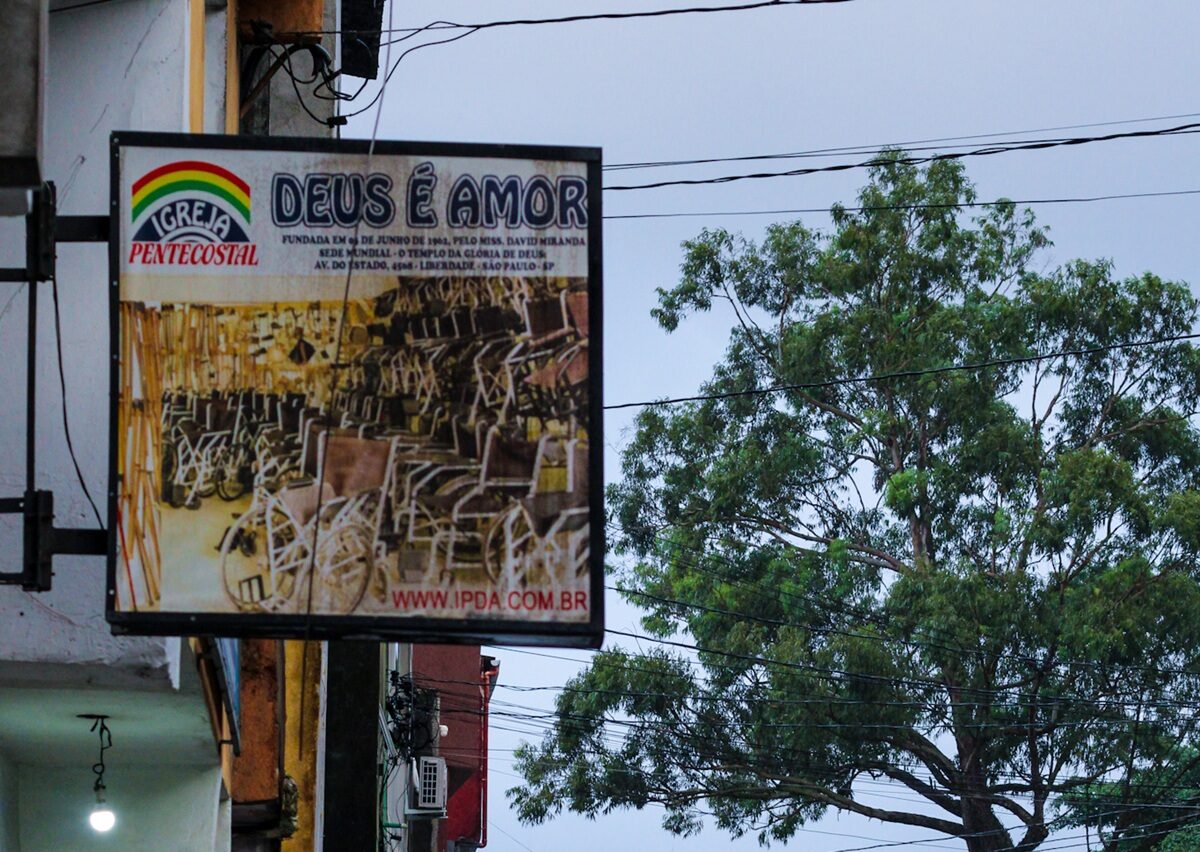 IGREJA
PENTECOSTAL
DEUS É AMOR
FUNDADA EM 03 DE JUNHO DE 1962, PELO MISS. DAVID MIRANDA
SEDE MUNDIAL - O TEMPLO DA GLÓRIA DE DEUS:
AV. DO ESTADO, 4568 - LIBERDADE - SÃO PAULO - SP
WWW.IPDA.COM.BR